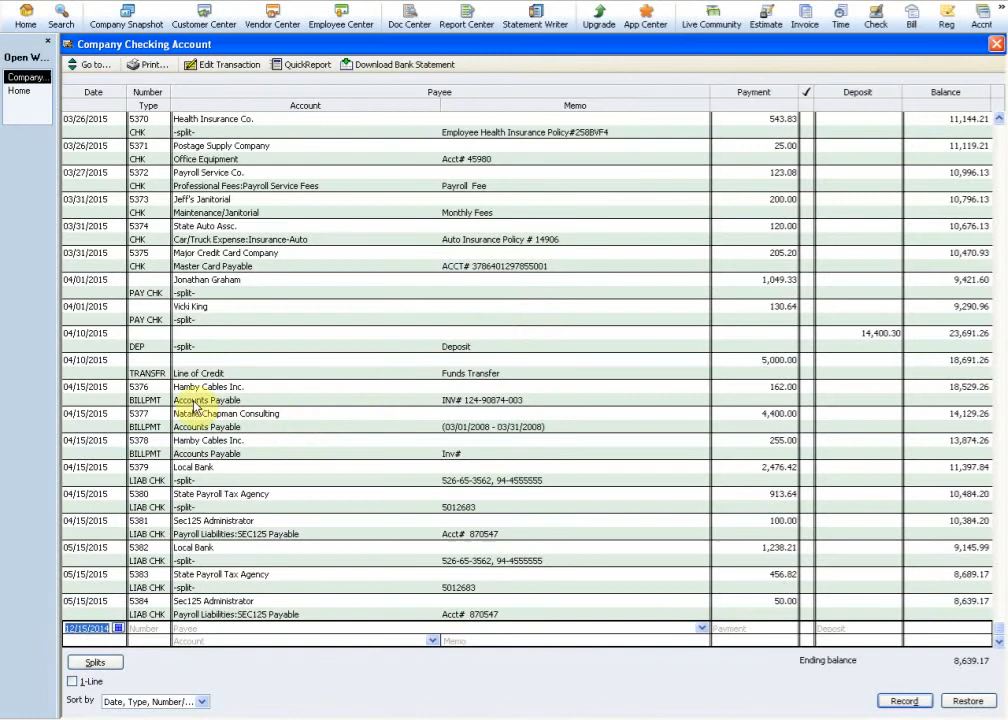 Home Search Company Snapshot Customer Center Vendor Center Employee Center Doc Center Report Center Statement Writer Upgrade App Center Live Community Estimate Invoice Time Check Bill Reg Accnt
Open W...
Company...
Home
Company Checking Account
Go to... Print... Edit Transaction QuickReport Download Bank Statement
Date Number Payee Payment ✓ Deposit Balance
Type Account Memo
03/26/2015 5370 Health Insurance Co. 543.83 11,144.21
CHK -split- Employee Health Insurance Policy#258BVF4
03/26/2015 5371 Postage Supply Company 25.00 11,119.21
CHK Office Equipment Acct# 45980
03/27/2015 5372 Payroll Service Co. 123.08 10,996.13
CHK Professional Fees:Payroll Service Fees Payroll Fee
03/31/2015 5373 Jeff's Janitorial 200.00 10,796.13
CHK Maintenance/Janitorial Monthly Fees
03/31/2015 5374 State Auto Assc. 120.00 10,676.13
CHK Car/Truck Expense:Insurance-Auto Auto Insurance Policy # 14906
03/31/2015 5375 Major Credit Card Company 205.20 10,470.93
CHK Master Card Payable ACCT# 3786401297855001
04/01/2015 Jonathan Graham 1,049.33 9,421.60
PAY CHK -split-
04/01/2015 Vicki King 130.64 9,290.96
PAY CHK -split-
04/10/2015 14,400.30 23,691.26
DEP -split- Deposit
04/10/2015 5,000.00 18,691.26
TRANSFR Line of Credit Funds Transfer
04/15/2015 5376 Hamby Cables Inc. 162.00 18,529.26
BILLPMT Accounts Payable INV# 124-90874-003
04/15/2015 5377 Chapman Consulting 4,400.00 14,129.26
BILLPMT Accounts Payable (03/01/2008 - 03/31/2008)
04/15/2015 5378 Hamby Cables Inc. 255.00 13,874.26
BILLPMT Accounts Payable Inv#
04/15/2015 5379 Local Bank 2,476.42 11,397.84
LIAB CHK -split- 526-65-3562, 94-4555555
04/15/2015 5380 State Payroll Tax Agency 913.64 10,484.20
LIAB CHK -split- 5012683
04/15/2015 5381 Sec125 Administrator 100.00 10,384.20
LIAB CHK Payroll Liabilities:SEC125 Payable Acct# 870547
05/15/2015 5382 Local Bank 1,238.21 9,145.99
LIAB CHK -split- 526-65-3562, 94-4555555
05/15/2015 5383 State Payroll Tax Agency 456.82 8,689.17
LIAB CHK -split- 5012683
05/15/2015 5384 Sec125 Administrator 50.00 8,639.17
LIAB CHK Payroll Liabilities:SEC125 Payable Acct# 870547
12/15/2014 Number Payee Payment Deposit
Account Memo
Splits Ending balance 8,639.17
1-Line
Sort by Date, Type, Number/... Record Restore